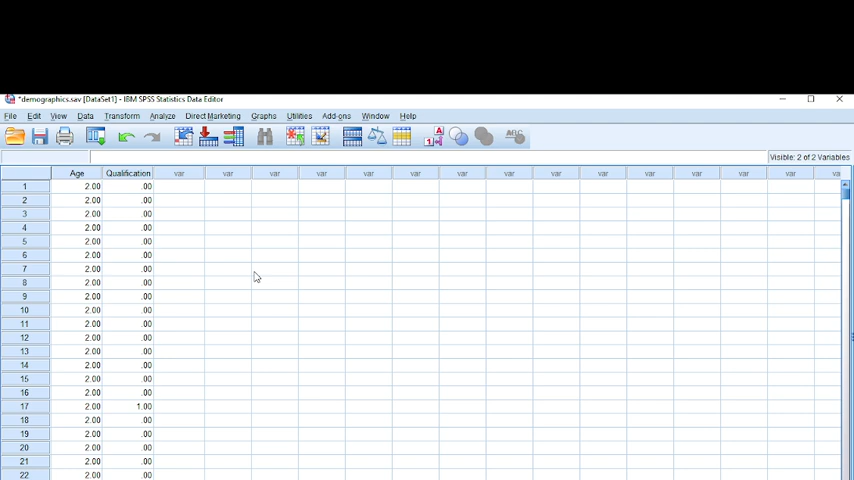 *demographics.sav [DataSet1] - IBM SPSS Statistics Data Editor
File Edit View Data Transform Analyze Direct Marketing Graphs Utilities Add-ons Window Help
Visible: 2 of 2 Variables
Age Qualification var var var var var var var var var var var var var var va
1 2.00 .00
2 2.00 .00
3 2.00 .00
4 2.00 .00
5 2.00 .00
6 2.00 .00
7 2.00 .00
8 2.00 .00
9 2.00 .00
10 2.00 .00
11 2.00 .00
12 2.00 .00
13 2.00 .00
14 2.00 .00
15 2.00 .00
16 2.00 .00
17 2.00 1.00
18 2.00 .00
19 2.00 .00
20 2.00 .00
21 2.00 .00
22 2.00 .00